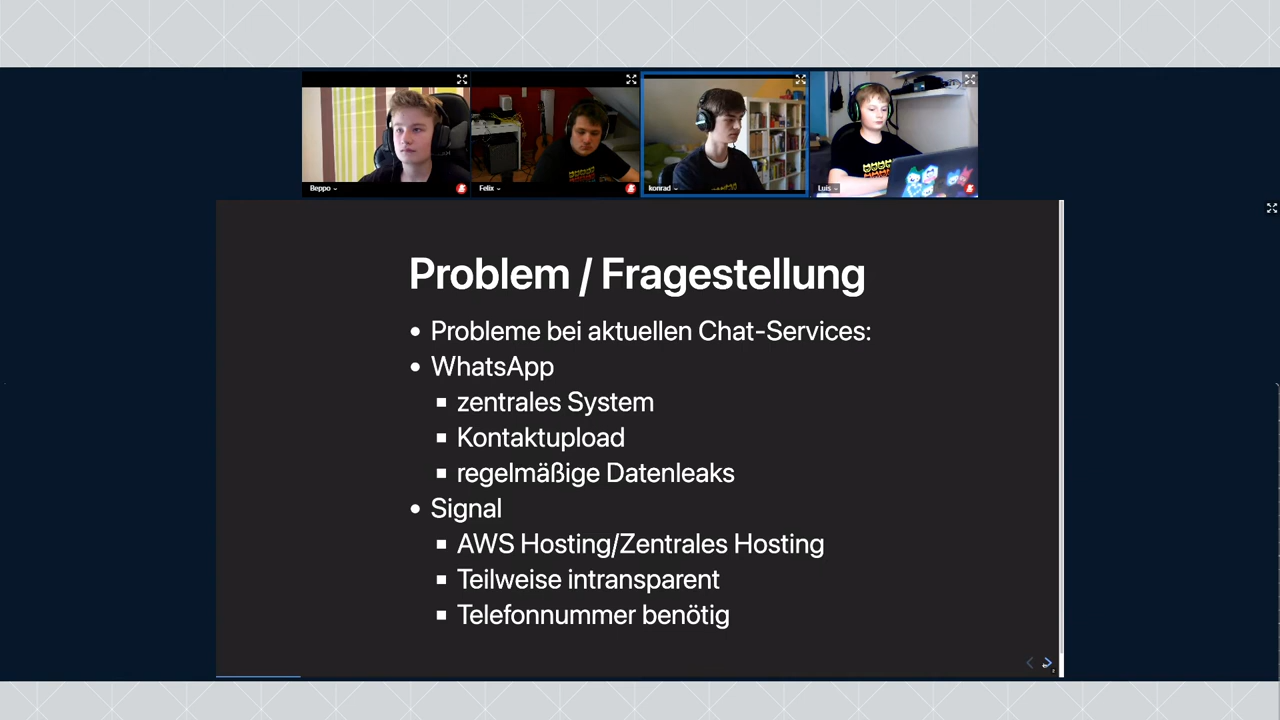 Beppo
Felix
konrad
Luis
Problem / Fragestellung
Probleme bei aktuellen Chat-Services:
WhatsApp
zentrales System
Kontaktupload
regelmäßige Datenleaks
Signal
AWS Hosting/Zentrales Hosting
Teilweise intransparent
Telefonnummer benötig